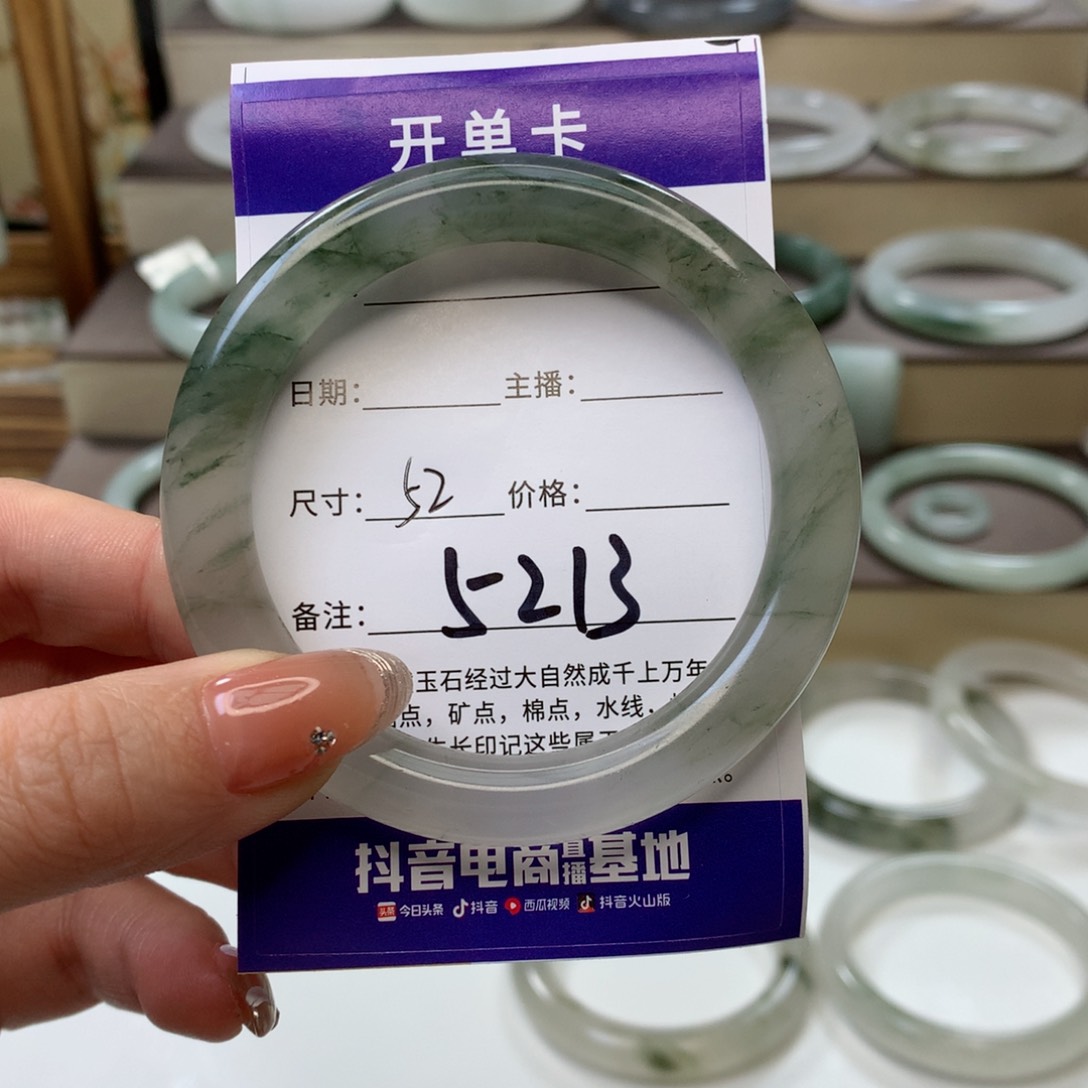 开单卡
日期： 主播：
尺寸：52 价格：
备注：5213
玉石经过大自然成千上万年
点，矿点，棉点，水线，
生长印记这些属于
抖音电商直播基地
头条 今日头条 抖音 西瓜视频 抖音火山版